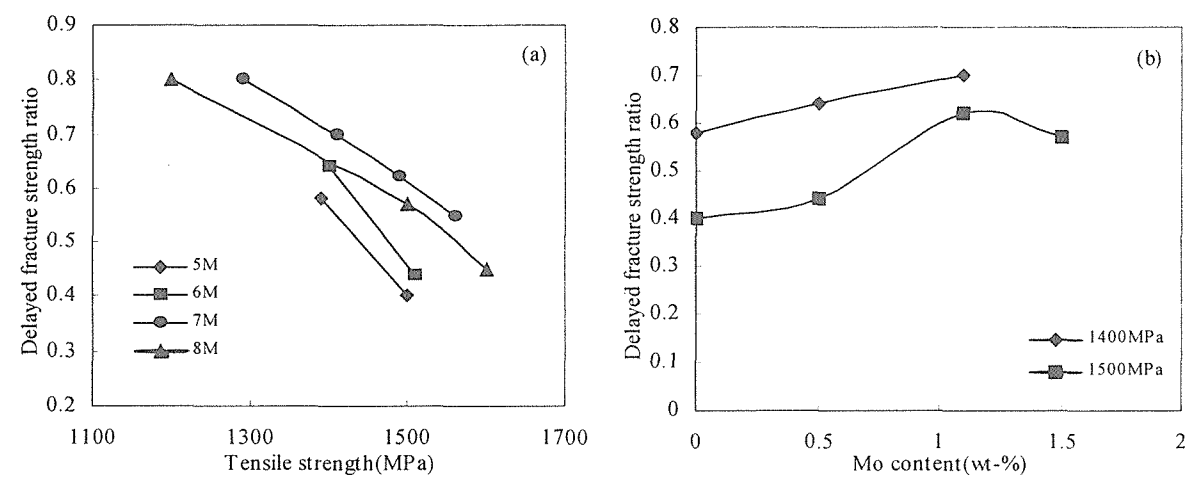 0.9
0.8
0.7
0.6
0.5
0.4
0.3
0.2
Delayed fracture strength ratio
(a)
5M
6M
7M
8M
1100 1300 1500 1700
Tensile strength(MPa)
0.8
0.7
0.6
0.5
0.4
0.3
0.2
0.1
0
Delayed fracture strength ratio
(b)
1400MPa
1500MPa
0 0.5 1 1.5 2
Mo content(wt-%)